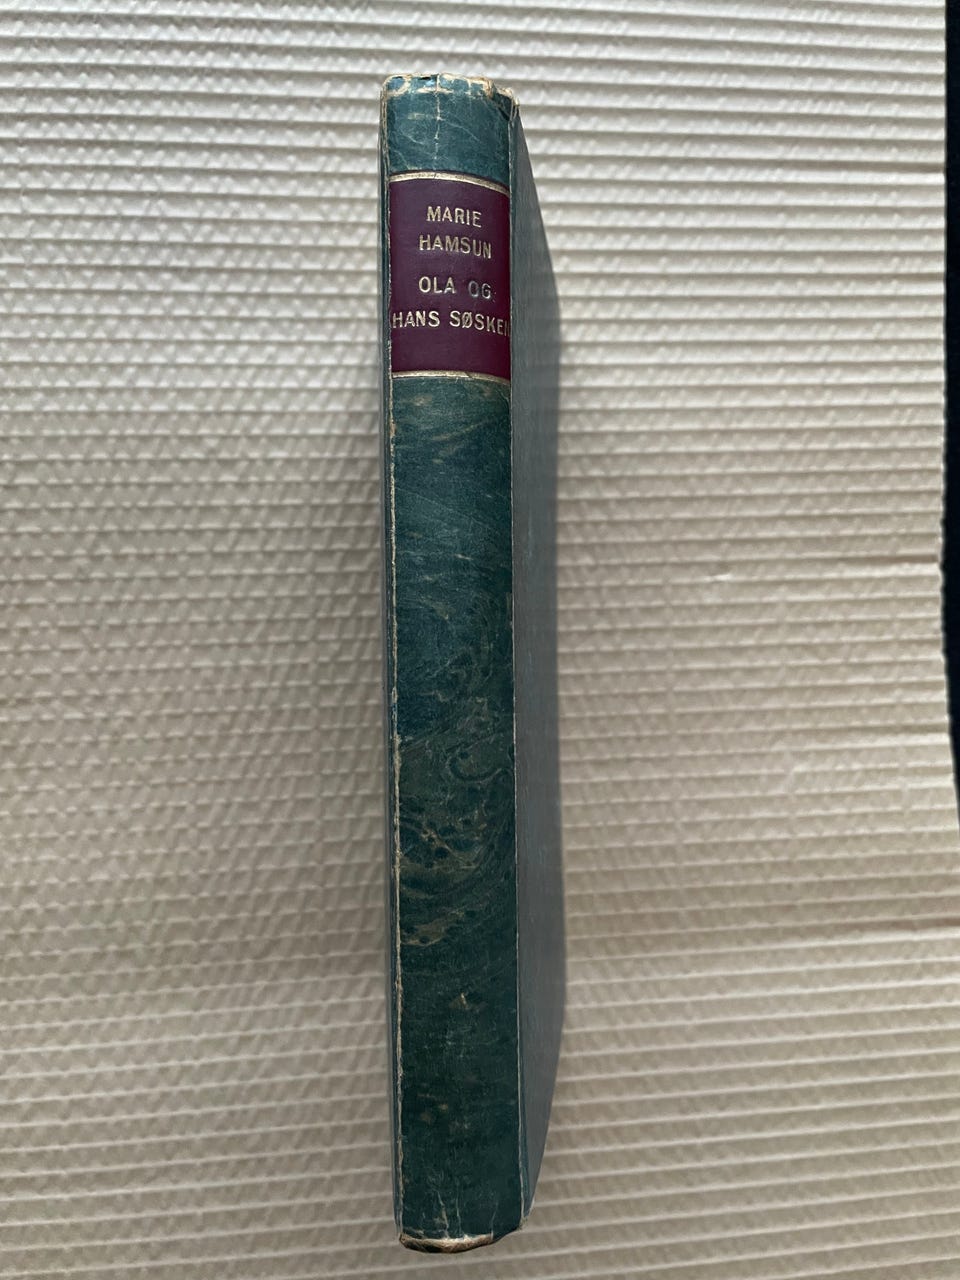 MARIE
HAMSUN
OLA OG
HANS SØSKEN